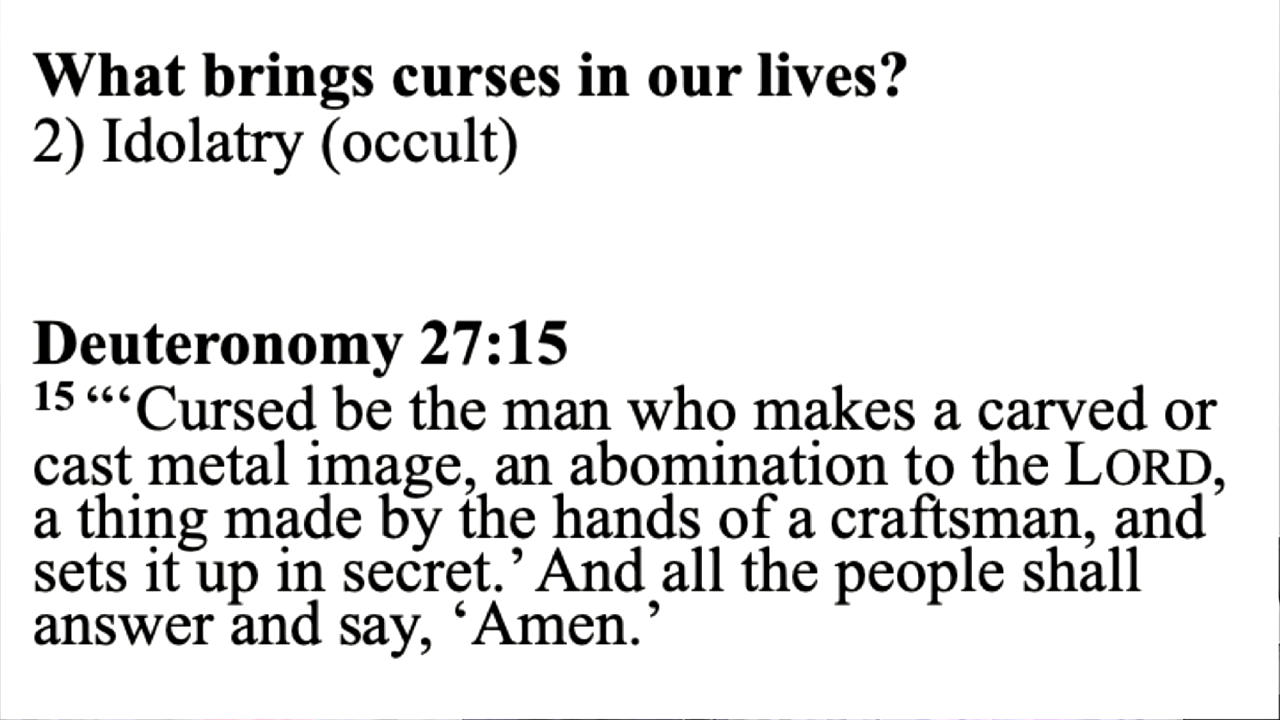 What brings curses in our lives?
2) Idolatry (occult)
Deuteronomy 27:15
15 “‘“Cursed be the man who makes a carved or
cast metal image, an abomination to the LORD,
a thing made by the hands of a craftsman, and
sets it up in secret.’ And all the people shall
answer and say, ‘Amen.’